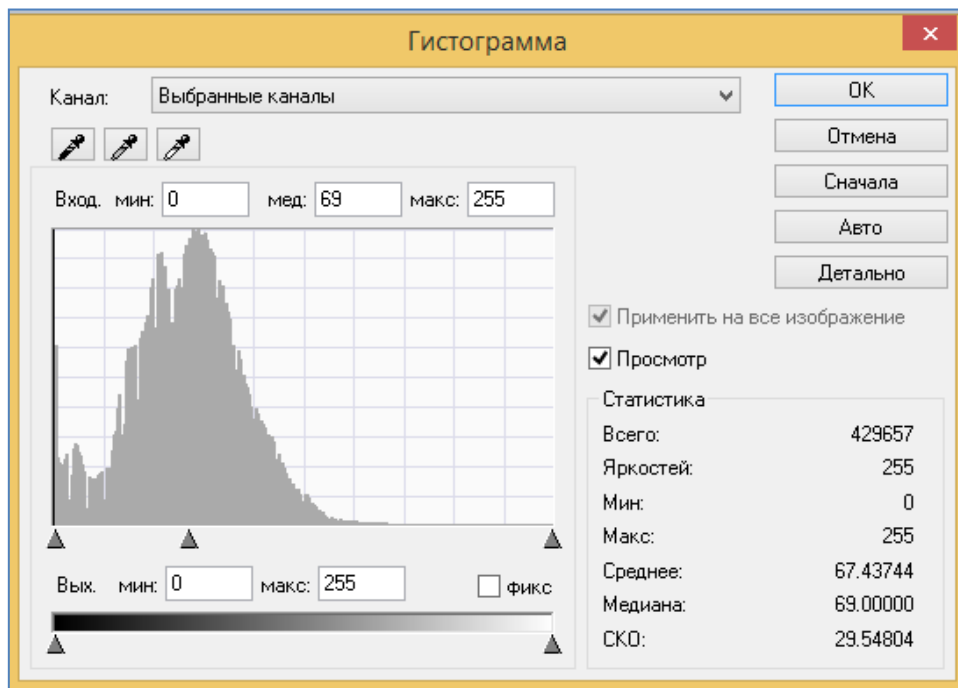 Гистограмма
Канал: Выбранные каналы
OK
Отмена
Сначала
Авто
Детально
Вход. мин: 0 мед: 69 макс: 255
Применить на все изображение
Просмотр
Статистика
Всего: 429657
Яркостей: 255
Мин: 0
Макс: 255
Среднее: 67.43744
Медиана: 69.00000
СКО: 29.54804
Вых. мин: 0 макс: 255 фикс